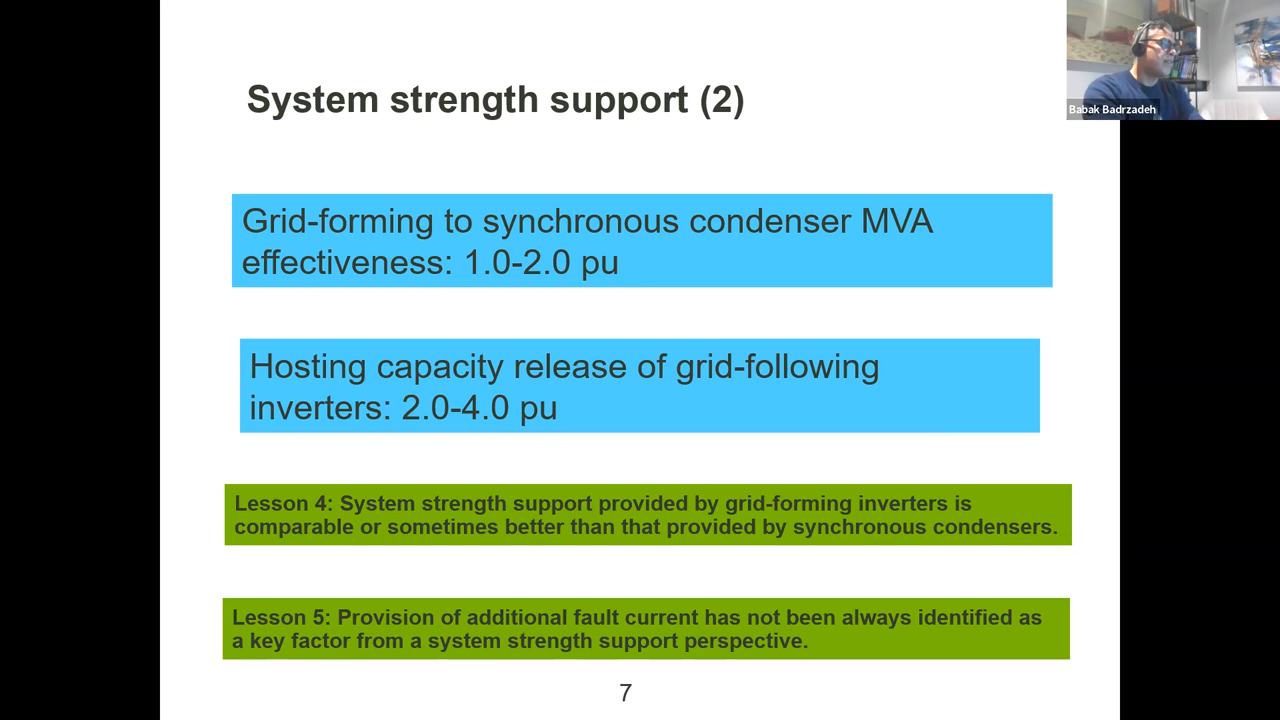 System strength support (2)
Babak Badrzadeh
Grid-forming to synchronous condenser MVA
effectiveness: 1.0-2.0 pu
Hosting capacity release of grid-following
inverters: 2.0-4.0 pu
Lesson 4: System strength support provided by grid-forming inverters is
comparable or sometimes better than that provided by synchronous condensers.
Lesson 5: Provision of additional fault current has not been always identified as
a key factor from a system strength support perspective.
7